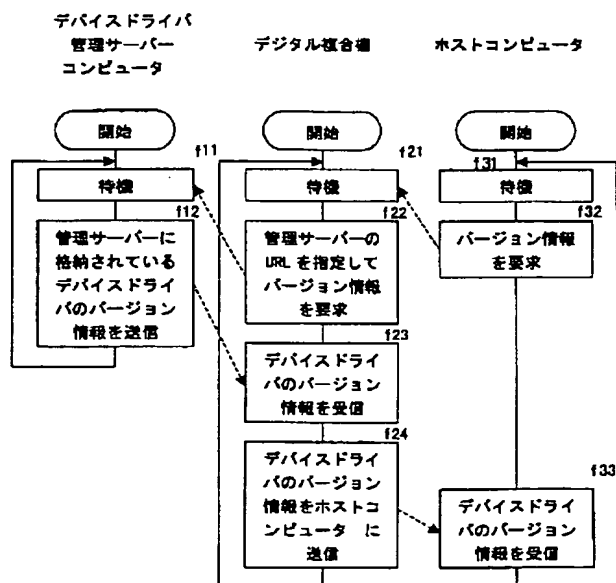 デバイスドライバ
管理サーバー
コンピュータ
開始
f11
待機
f12
管理サーバーに
格納されている
デバイスドライ
バのバージョン
情報を送信
デジタル複合機
開始
f21
待機
f22
管理サーバーの
URLを指定して
バージョン情報
を要求
f23
デバイスドライ
バのバージョン
情報を受信
f24
デバイスドライ
バのバージョン
情報をホストコ
ンピュータ に
送信
ホストコンピュータ
開始
f31
待機
f32
バージョン情報
を要求
f33
デバイスドライ
バのバージョン
情報を受信